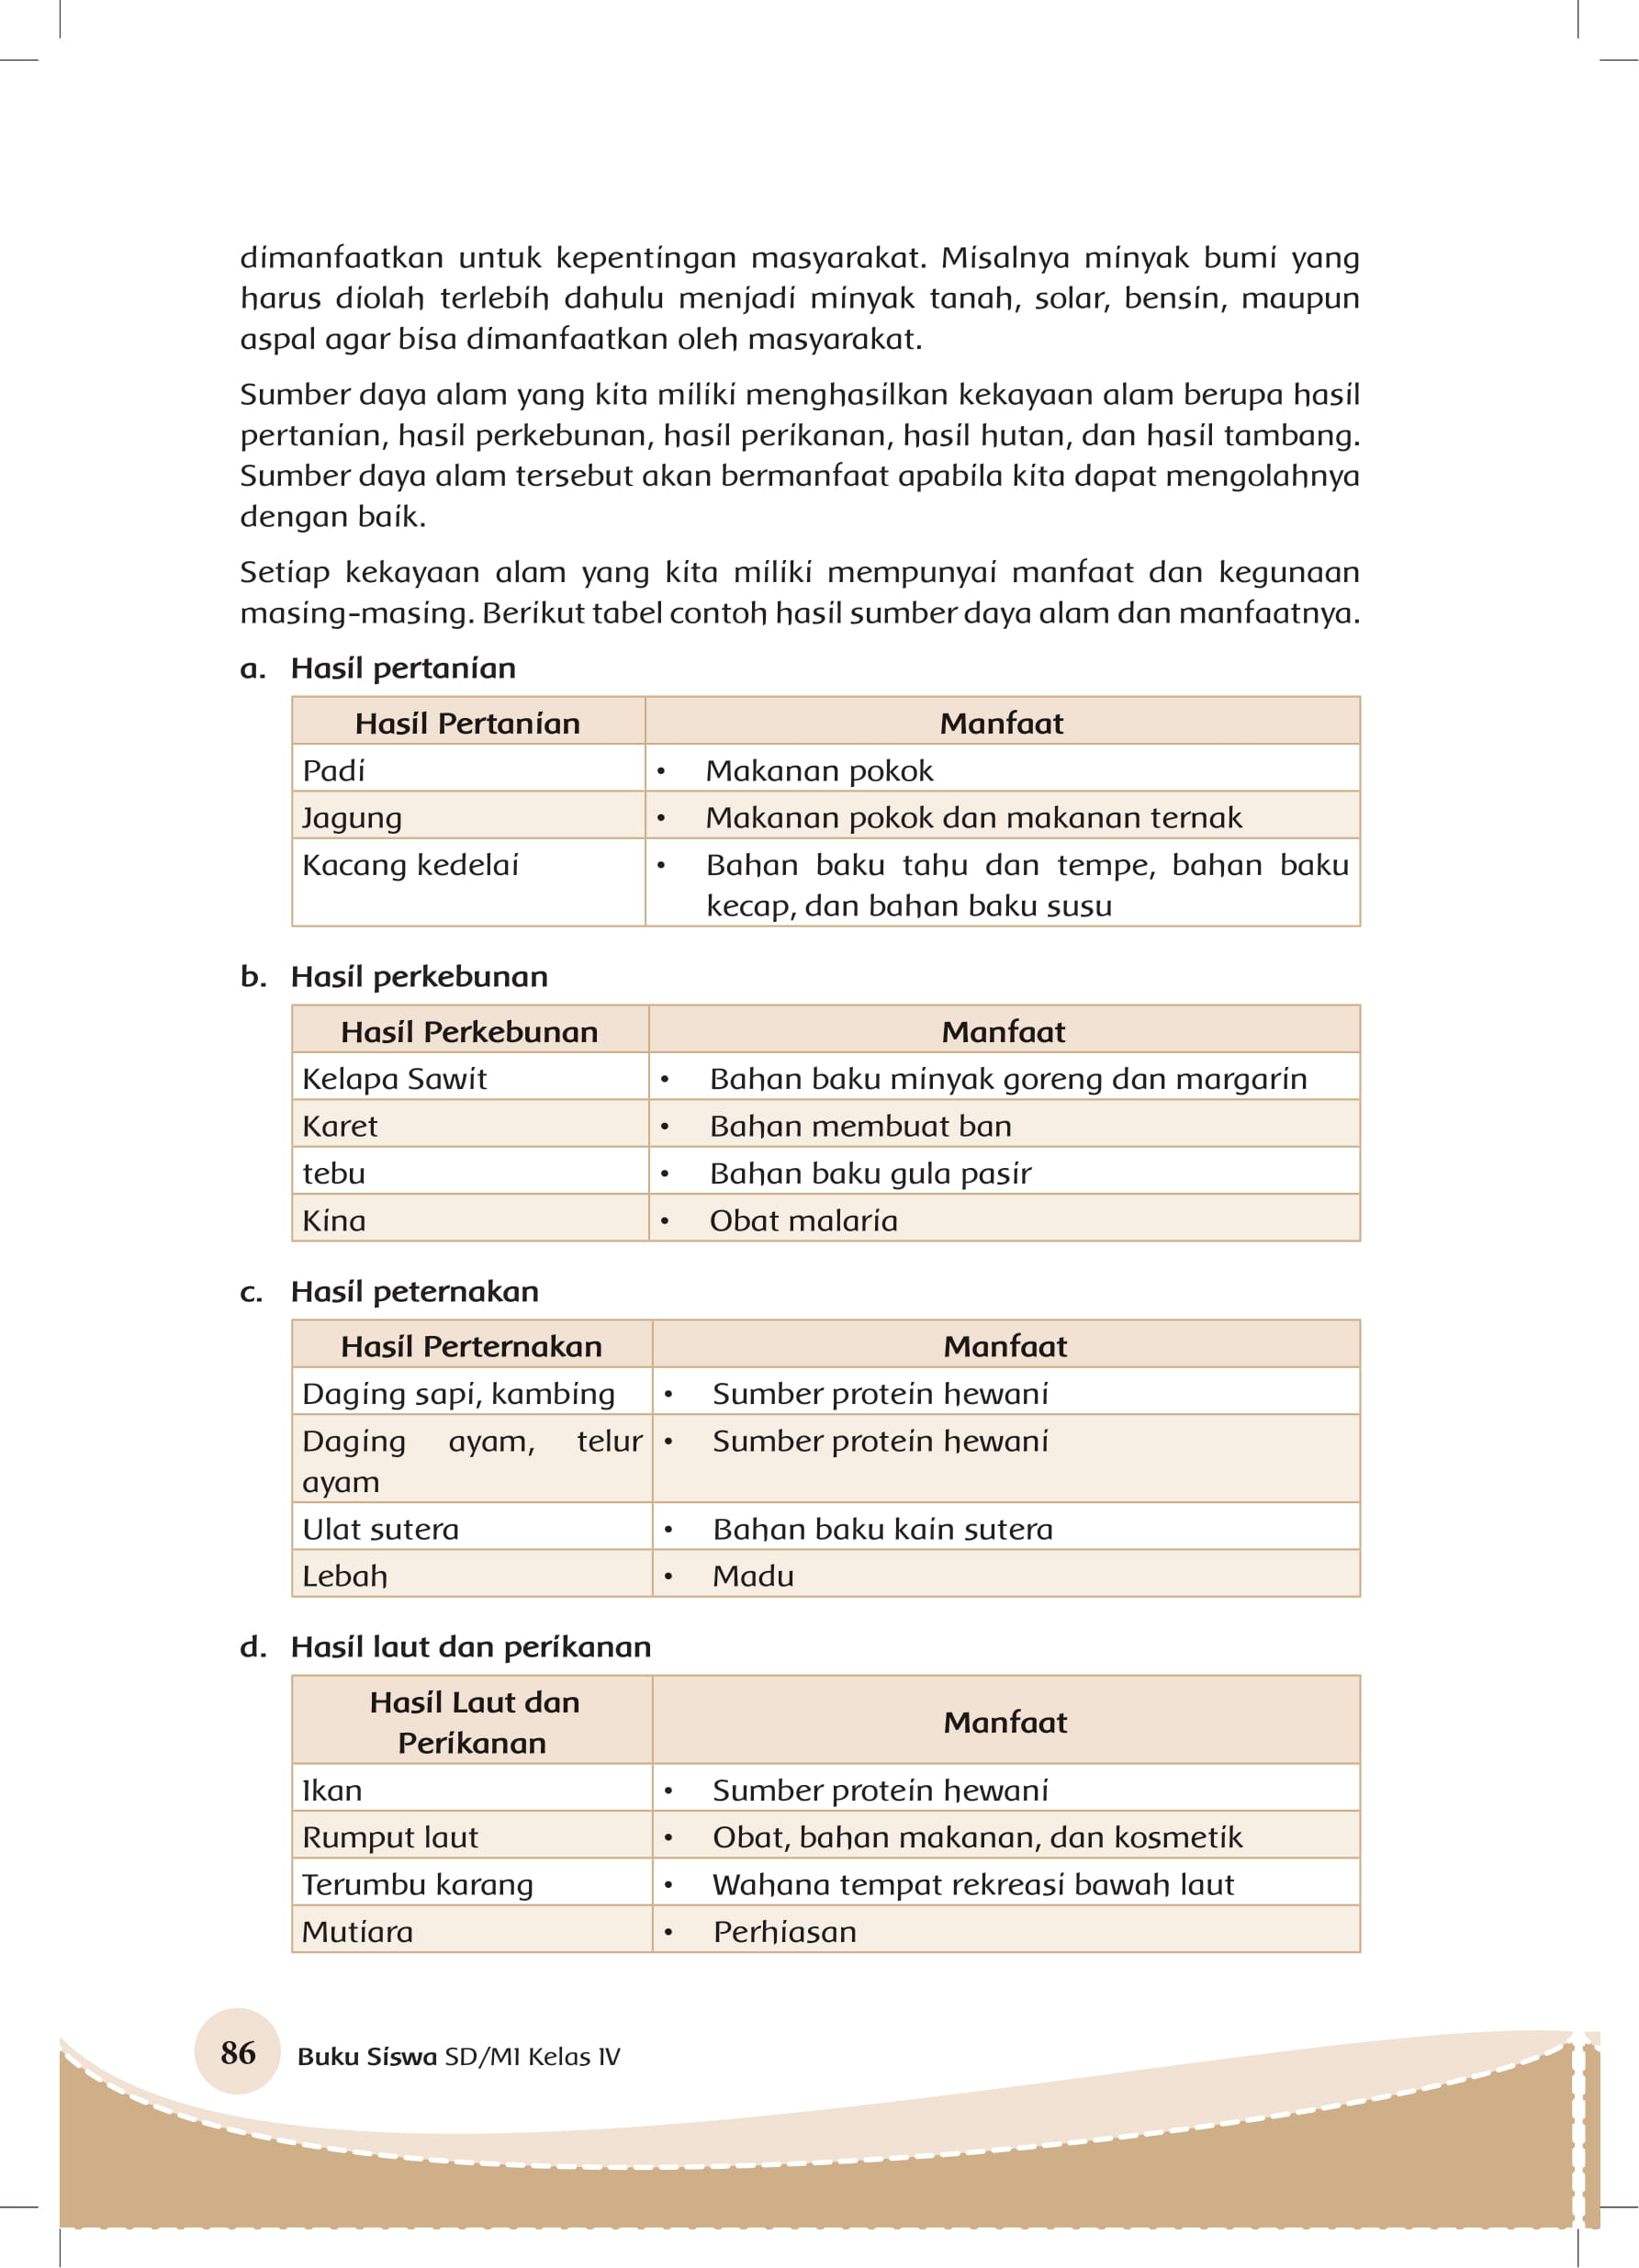 dimanfaatkan untuk kepentingan masyarakat. Misalnya minyak bumi yang
harus diolah terlebih dahulu menjadi minyak tanah, solar, bensin, maupun
aspal agar bisa dimanfaatkan oleh masyarakat.
Sumber daya alam yang kita miliki menghasilkan kekayaan alam berupa hasil
pertanian, hasil perkebunan, hasil perikanan, hasil hutan, dan hasil tambang.
Sumber daya alam tersebut akan bermanfaat apabila kita dapat mengolahnya
dengan baik.
Setiap kekayaan alam yang kita miliki mempunyai manfaat dan kegunaan
masing-masing. Berikut tabel contoh hasil sumber daya alam dan manfaatnya.
a. Hasil pertanian
Hasil Pertanian Manfaat
Padi • Makanan pokok
Jagung • Makanan pokok dan makanan ternak
Kacang kedelai • Bahan baku tahu dan tempe, bahan baku
kecap, dan bahan baku susu
b. Hasil perkebunan
Hasil Perkebunan Manfaat
Kelapa Sawit • Bahan baku minyak goreng dan margarin
Karet • Bahan membuat ban
tebu • Bahan baku gula pasir
Kina • Obat malaria
c. Hasil peternakan
Hasil Perternakan Manfaat
Daging sapi, kambing • Sumber protein hewani
Daging ayam, telur • Sumber protein hewani
ayam
Ulat sutera • Bahan baku kain sutera
Lebah • Madu
d. Hasil laut dan perikanan
Hasil Laut dan
Perikanan
Manfaat
Ikan • Sumber protein hewani
Rumput laut • Obat, bahan makanan, dan kosmetik
Terumbu karang • Wahana tempat rekreasi bawah laut
Mutiara • Perhiasan
86 Buku Siswa SD/MI Kelas IV